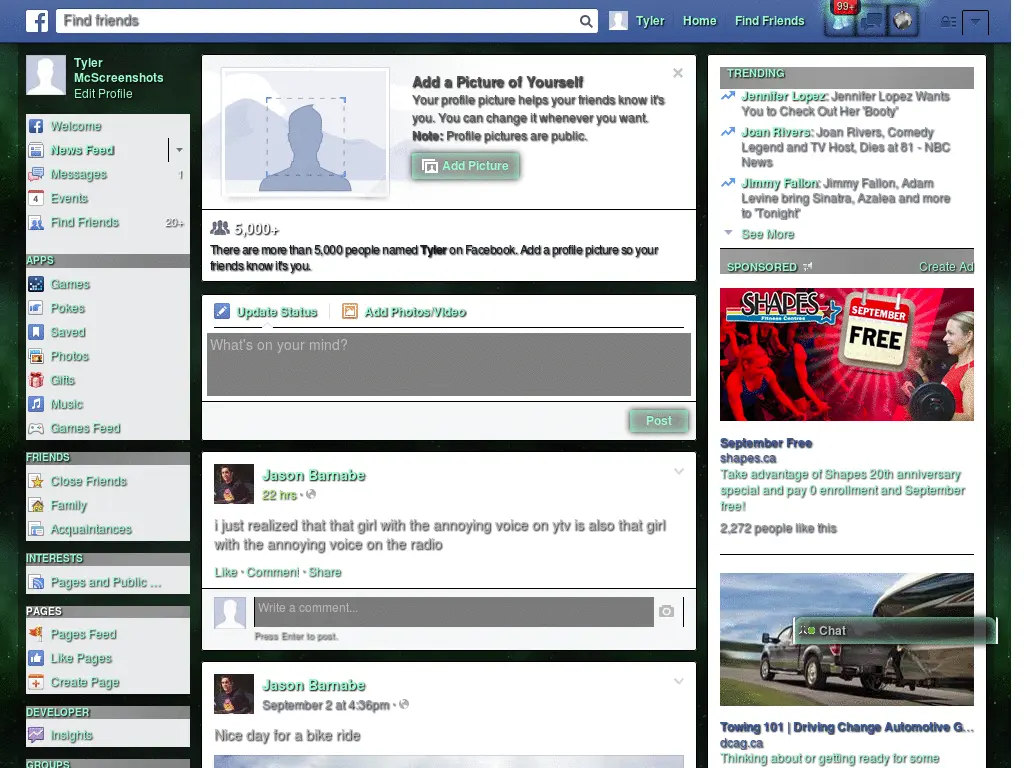 Find friends
Tyler
Home
Find Friends
99+
Tyler
McScreenshots
Edit Profile
Welcome
News Feed
Messages 1
Events
Find Friends 20+
APPS
Games
Pokes
Saved
Photos
Gifts
Music
Games Feed
FRIENDS
Close Friends
Family
Acquaintances
INTERESTS
Pages and Public ...
PAGES
Pages Feed
Like Pages
Create Page
DEVELOPER
Insights
GROUPS
Add a Picture of Yourself
Your profile picture helps your friends know it's
you. You can change it whenever you want.
Note: Profile pictures are public.
Add Picture
5,000+
There are more than 5,000 people named Tyler on Facebook. Add a profile picture so your
friends know it's you.
Update Status
Add Photos/Video
What's on your mind?
Post
Jason Barnabe
22 hrs ·
i just realized that that girl with the annoying voice on ytv is also that girl
with the annoying voice on the radio
Like · Comment · Share
Write a comment...
Press Enter to post.
Jason Barnabe
September 2 at 4:36pm ·
Nice day for a bike ride
TRENDING
Jennifer Lopez: Jennifer Lopez Wants
You to Check Out Her 'Booty'
Joan Rivers: Joan Rivers, Comedy
Legend and TV Host, Dies at 81 - NBC
News
Jimmy Fallon: Jimmy Fallon, Adam
Levine bring Sinatra, Azalea and more
to 'Tonight'
See More
SPONSORED
Create Ad
SHAPES
Fitness Centres
SEPTEMBER
FREE
September Free
shapes.ca
Take advantage of Shapes 20th anniversary
special and pay 0 enrollment and September
free!
2,272 people like this
Chat
Towing 101 | Driving Change Automotive G...
dcag.ca
Thinking about or getting ready for some